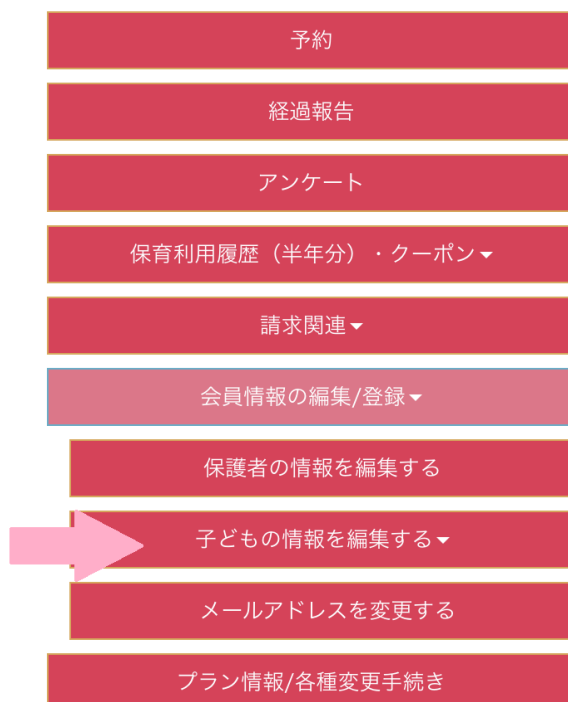 予約
経過報告
アンケート
保育利用履歴（半年分）・クーポン
請求関連
会員情報の編集/登録
保護者の情報を編集する
子どもの情報を編集する
メールアドレスを変更する
プラン情報/各種変更手続き